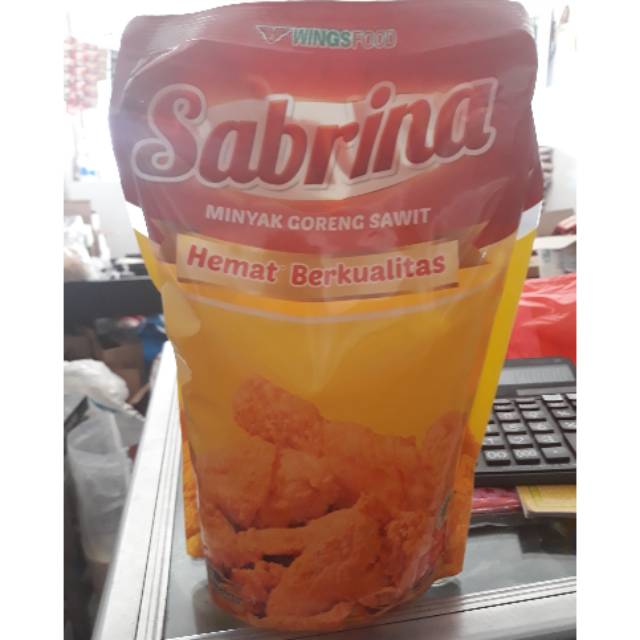 WINGSFOOD
Sabrina
MINYAK GORENG SAWIT
Hemat Berkualitas